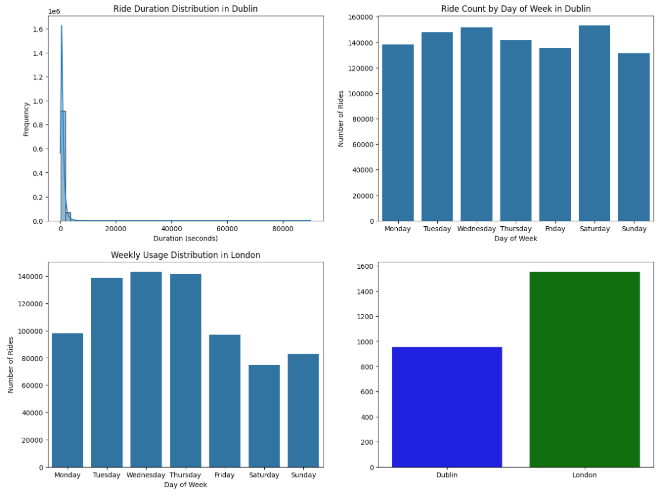 Ride Duration Distribution in Dublin
1e6
1.6
1.4
1.2
1.0
0.8
0.6
0.4
0.2
0.0
Frequency
0 20000 40000 60000 80000
Duration (seconds)
Ride Count by Day of Week in Dublin
160000
140000
120000
100000
80000
60000
40000
20000
0
Number of Rides
Monday Tuesday Wednesday Thursday Friday Saturday Sunday
Day of Week
Weekly Usage Distribution in London
140000
120000
100000
80000
60000
40000
20000
0
Number of Rides
Monday Tuesday Wednesday Thursday Friday Saturday Sunday
Day of Week
1600
1400
1200
1000
800
600
400
200
0
Dublin London